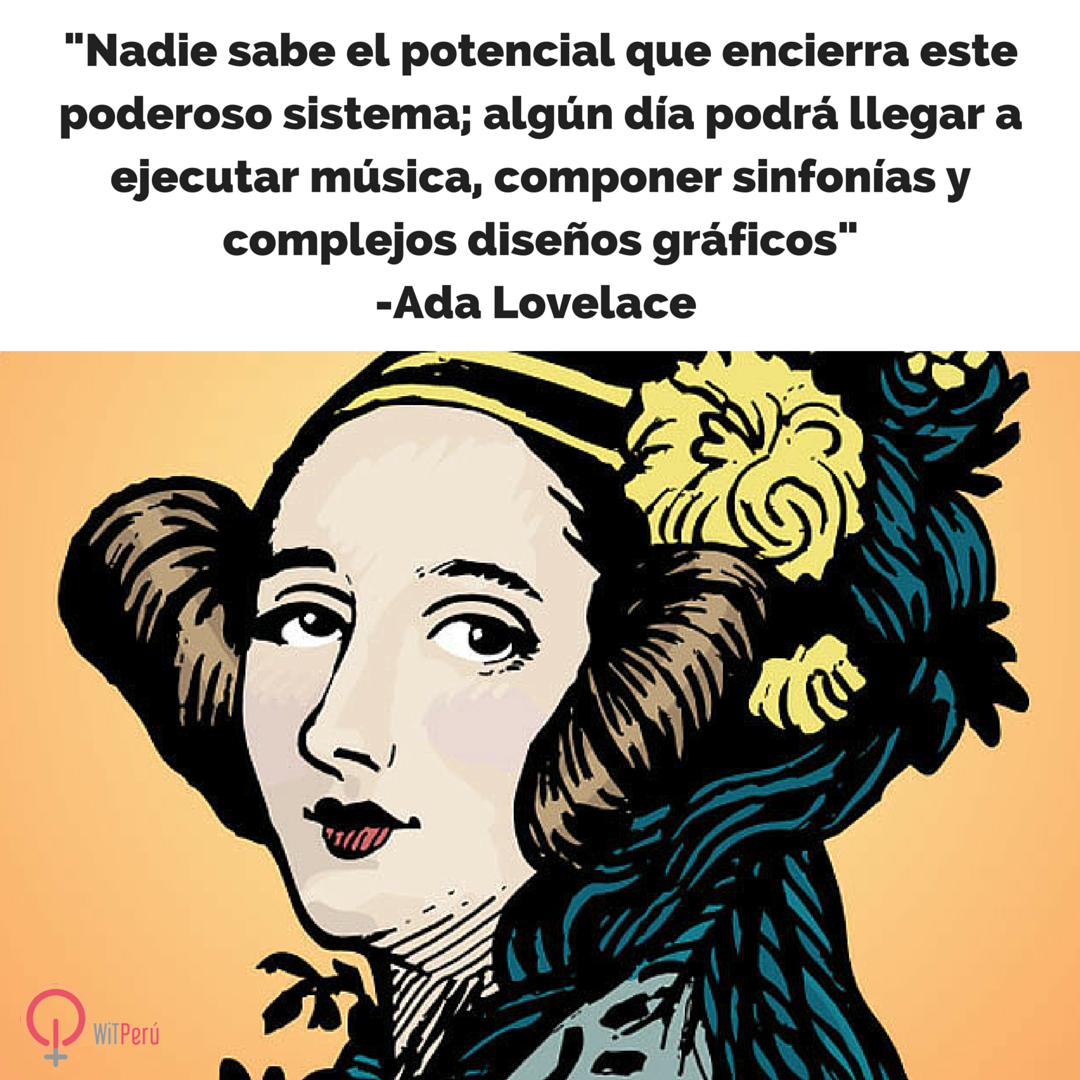 "Nadie sabe el potencial que encierra este
poderoso sistema; algún día podrá llegar a
ejecutar música, componer sinfonías y
complejos diseños gráficos"
-Ada Lovelace
WiTPerú